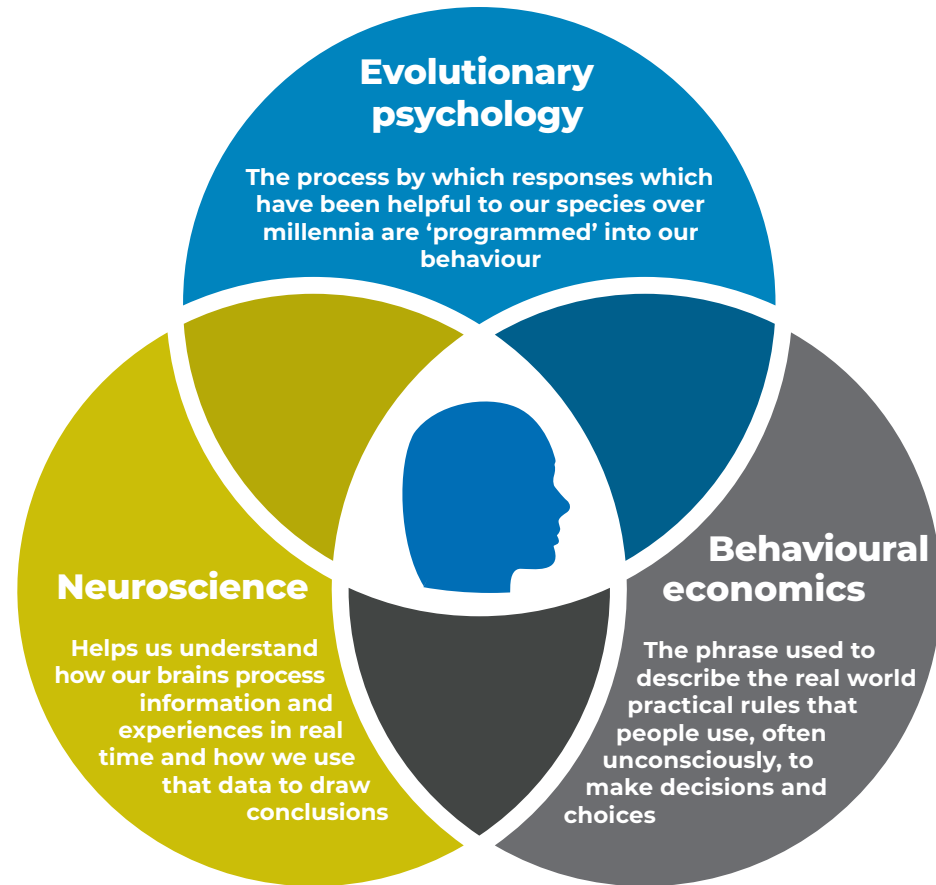 Evolutionary
psychology
The process by which responses which
have been helpful to our species over
millennia are ‘programmed’ into our
behaviour
Neuroscience
Helps us understand
how our brains process
information and
experiences in real
time and how we use
that data to draw
conclusions
Behavioural
economics
The phrase used to
describe the real world
practical rules that
people use, often
unconsciously, to
make decisions and
choices